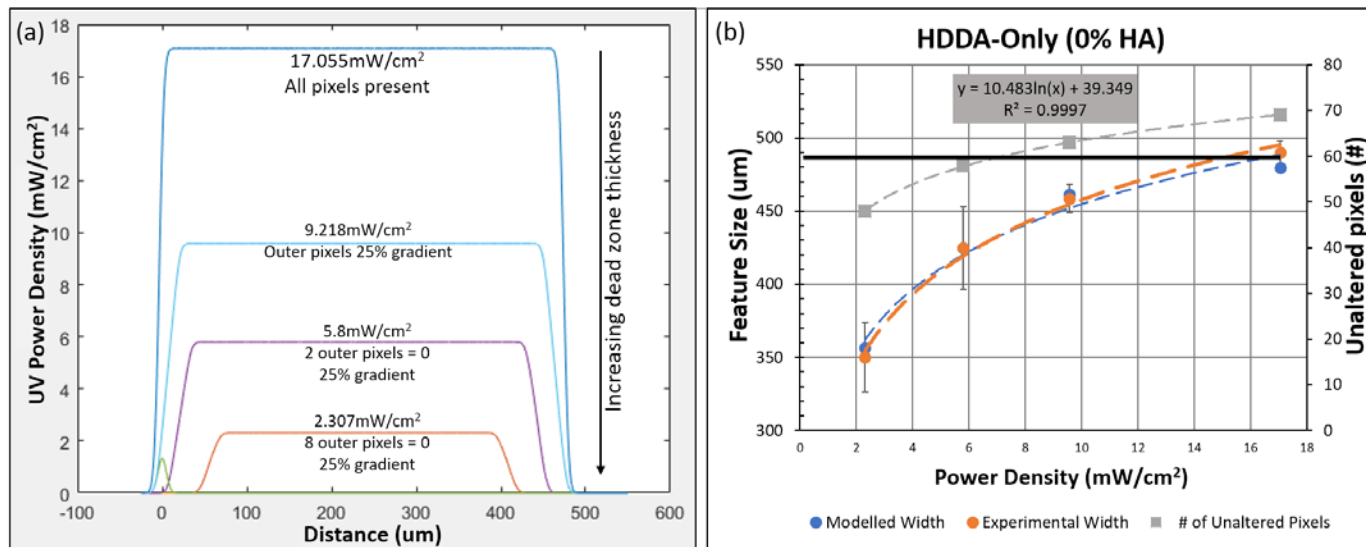 (a)
18
16
14
12
10
8
6
4
2
0
UV Power Density (mW/cm²)
17.055mW/cm²
All pixels present
9.218mW/cm²
Outer pixels 25% gradient
5.8mW/cm²
2 outer pixels = 0
25% gradient
2.307mW/cm²
8 outer pixels = 0
25% gradient
Increasing dead zone thickness
-100
0
100
200
300
400
500
600
Distance (um)
(b)
HDDA-Only (0% HA)
550
500
450
400
350
300
Feature Size (um)
y = 10.483ln(x) + 39.349
R² = 0.9997
80
70
60
50
40
30
20
10
0
Unaltered pixels (#)
0
2
4
6
8
10
12
14
16
18
Power Density (mW/cm²)
Modelled Width
Experimental Width
# of Unaltered Pixels